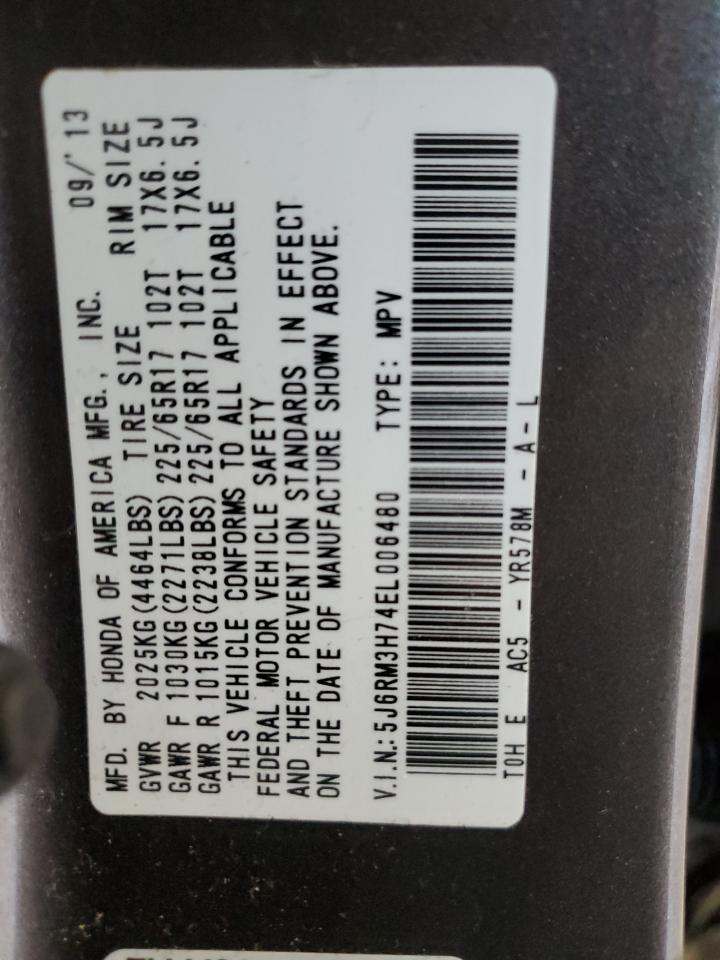 MFD. BY HONDA OF AMERICA MFG., INC. 09/'13
GVWR 2025KG(4464LBS) TIRE SIZE RIM SIZE
GAWR F 1030KG(2271LBS) 225/65R17 102T 17X6.5J
GAWR R 1015KG(2238LBS) 225/65R17 102T 17X6.5J
THIS VEHICLE CONFORMS TO ALL APPLICABLE
FEDERAL MOTOR VEHICLE SAFETY
AND THEFT PREVENTION STANDARDS IN EFFECT
ON THE DATE OF MANUFACTURE SHOWN ABOVE.
V.I.N.: 5J6RM3H74EL006480 TYPE: MPV
T0H E AC5 - YR578M - A - L